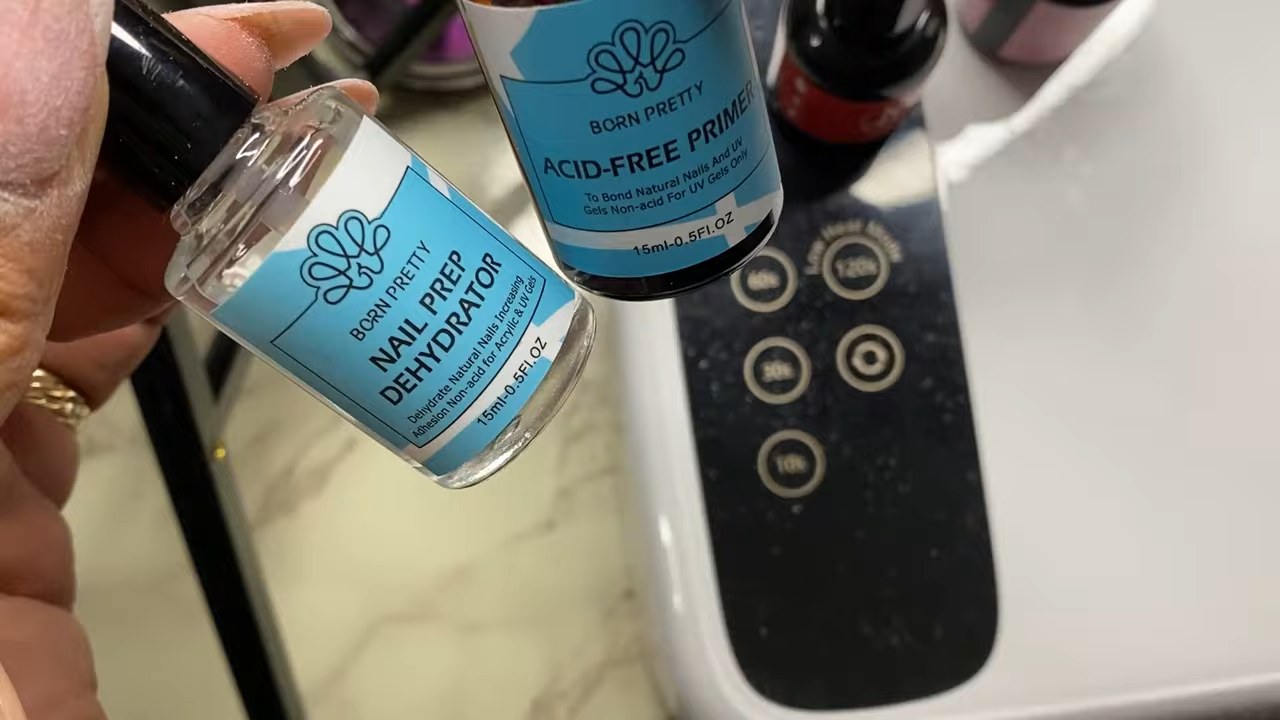 BORN PRETTY
NAIL PREP
DEHYDRATOR
Dehydrate Natural Nails Increasing
Adhesion Non-acid for Acrylic & UV Gels
15ml-0.5Fl.OZ
BORN PRETTY
ACID-FREE PRIMER
To Bond Natural Nails And UV
Gels Non-acid For UV Gels Only
15ml-0.5Fl.OZ
Low Heat Mode
60s
120s
30s
10s